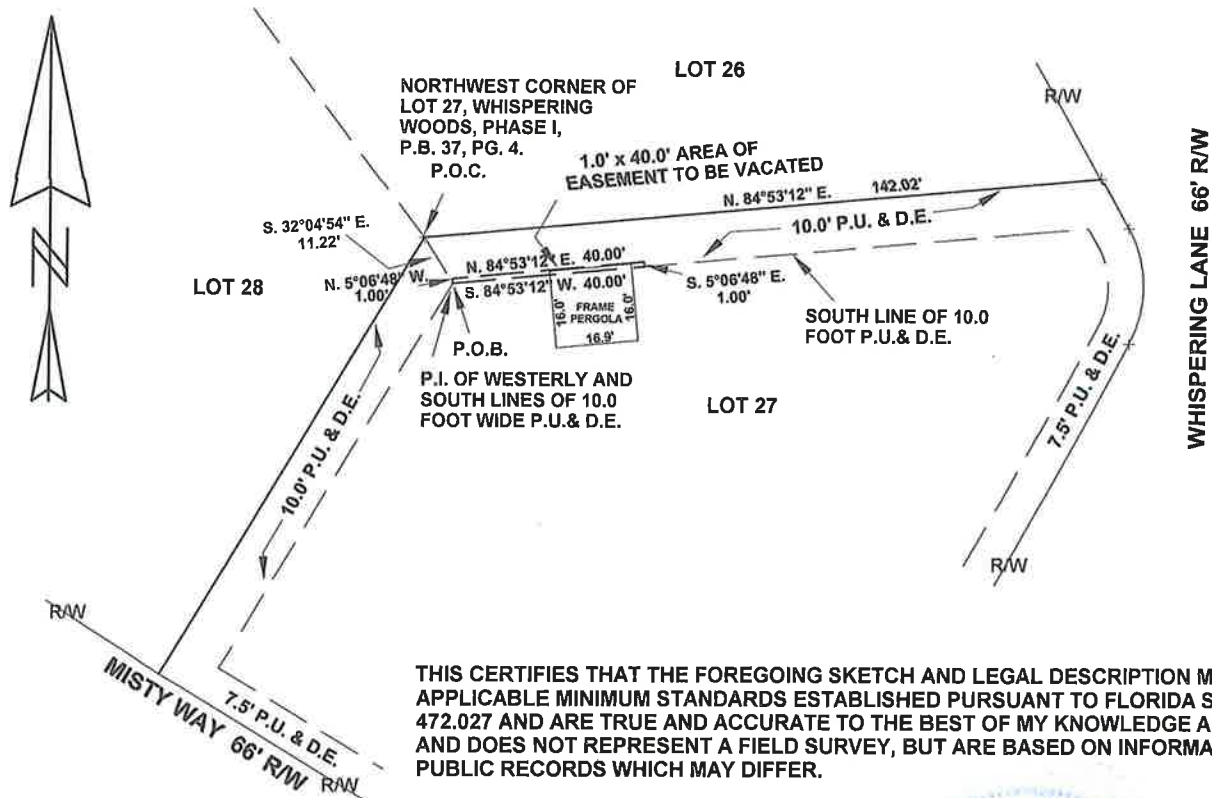 LOT 26
R/W
NORTHWEST CORNER OF
LOT 27, WHISPERING
WOODS, PHASE I,
P.B. 37, PG. 4.
P.O.C.
1.0' x 40.0' AREA OF
EASEMENT TO BE VACATED
WHISPERING LANE 66' R/W
N. 84°53'12" E. 142.02'
10.0' P.U. & D.E.
S. 32°04'54" E.
11.22'
N
LOT 28
N. 5°06'48" W.
1.00'
N. 84°53'12" E. 40.00'
S. 84°53'12" W. 40.00'
S. 5°06'48" E.
1.00'
16.0'
FRAME
PERGOLA
16.0'
16.9'
SOUTH LINE OF 10.0
FOOT P.U.& D.E.
P.O.B.
P.I. OF WESTERLY AND
SOUTH LINES OF 10.0
FOOT WIDE P.U.& D.E.
LOT 27
7.5' P.U. & D.E.
10.0' P.U. & D.E.
R/W
R/W
MISTY WAY 66' R/W
7.5' P.U. & D.E.
R/W
THIS CERTIFIES THAT THE FOREGOING SKETCH AND LEGAL DESCRIPTION M
APPLICABLE MINIMUM STANDARDS ESTABLISHED PURSUANT TO FLORIDA S
472.027 AND ARE TRUE AND ACCURATE TO THE BEST OF MY KNOWLEDGE A
AND DOES NOT REPRESENT A FIELD SURVEY, BUT ARE BASED ON INFORMA
PUBLIC RECORDS WHICH MAY DIFFER.